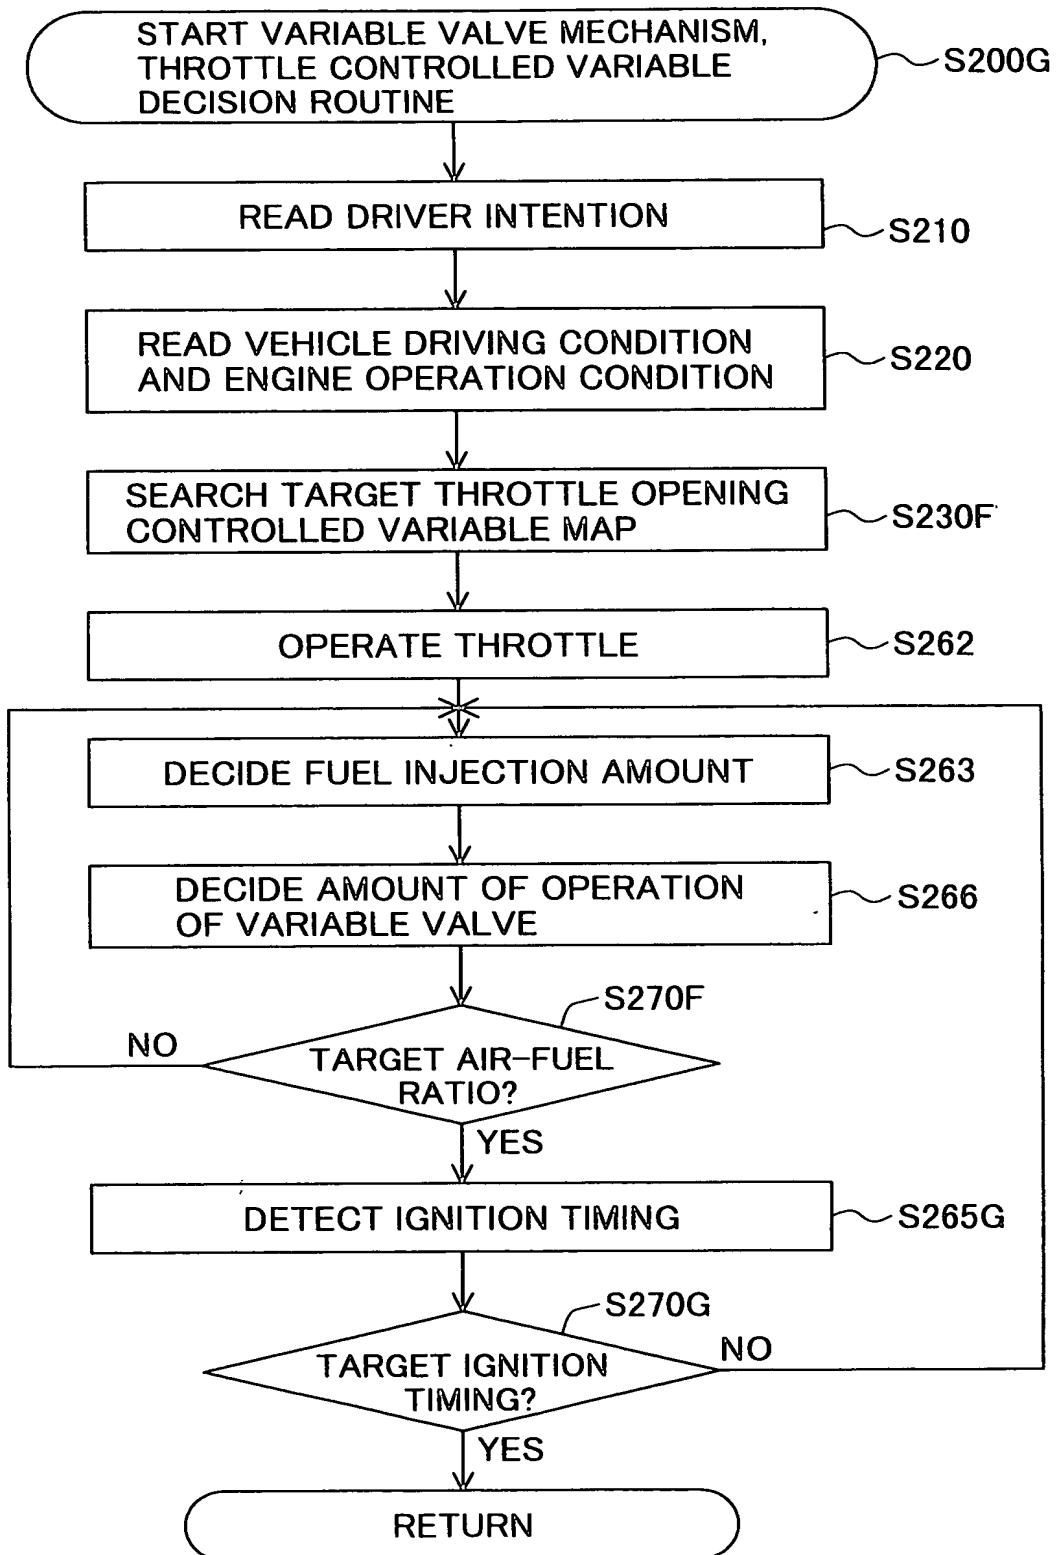 START VARIABLE VALVE MECHANISM,
THROTTLE CONTROLLED VARIABLE
DECISION ROUTINE
S200G
READ DRIVER INTENTION
S210
READ VEHICLE DRIVING CONDITION
AND ENGINE OPERATION CONDITION
S220
SEARCH TARGET THROTTLE OPENING
CONTROLLED VARIABLE MAP
S230F
OPERATE THROTTLE
S262
DECIDE FUEL INJECTION AMOUNT
S263
DECIDE AMOUNT OF OPERATION
OF VARIABLE VALVE
S266
S270F
NO
TARGET AIR-FUEL
RATIO?
YES
DETECT IGNITION TIMING
S265G
S270G
TARGET IGNITION
TIMING?
NO
YES
RETURN